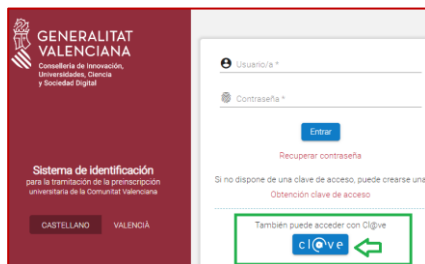 GENERALITAT
VALENCIANA
Conselleria de Innovación,
Universidades, Ciencia
y Sociedad Digital
Sistema de identificación
para la tramitación de la preinscripción
universitaria de la Comunitat Valenciana
CASTELLANO VALENCIÀ
Usuario/a *
Contraseña *
Entrar
Recuperar contraseña
Si no dispone de una clave de acceso, puede crearse una
Obtención clave de acceso
También puede acceder con Cl@ve
cl@ve